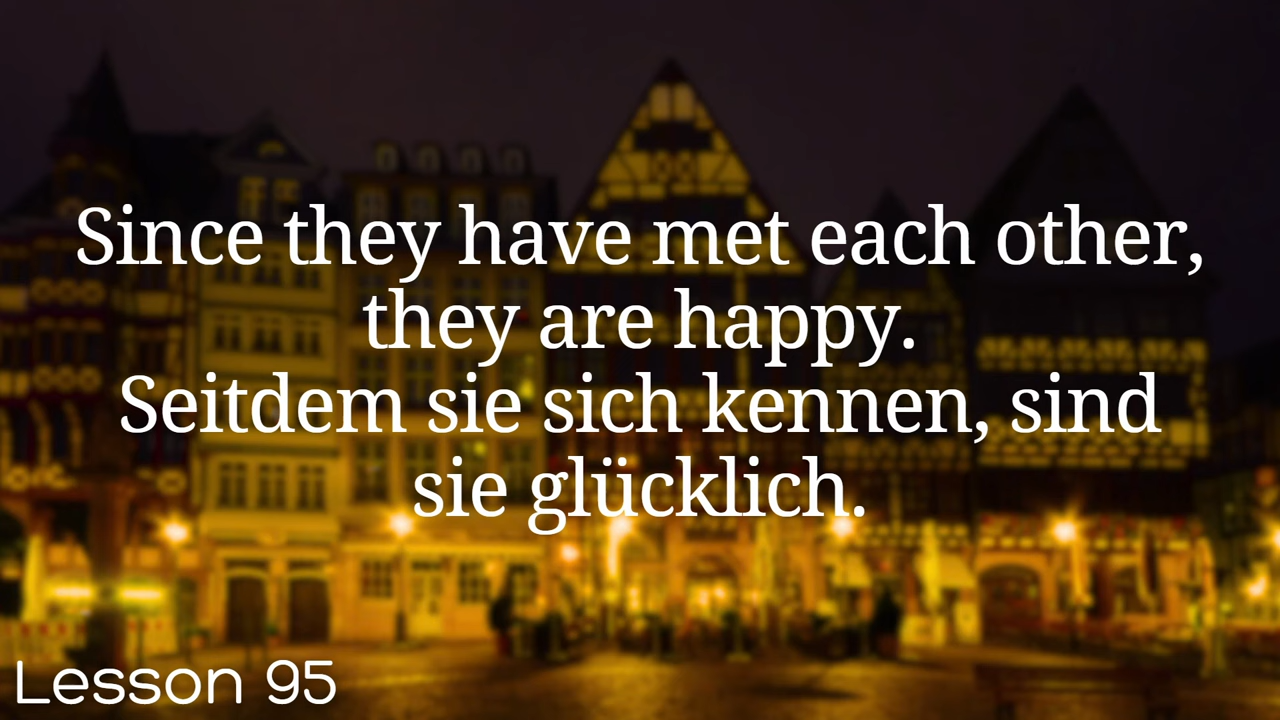 Since they have met each other,
they are happy.
Seitdem sie sich kennen, sind
sie glücklich.
Lesson 95